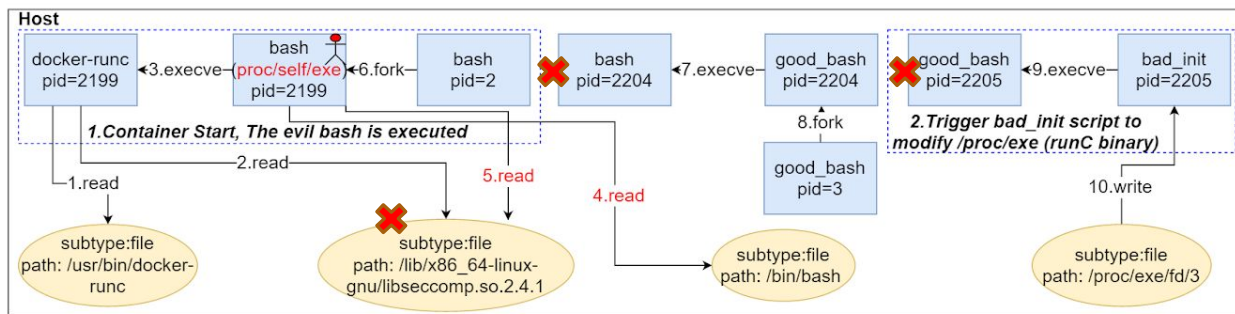 Host
docker-runc
pid=2199
3.execve
bash
(proc/self/exe)
pid=2199
6.fork
bash
pid=2
bash
pid=2204
7.execve
good_bash
pid=2204
good_bash
pid=2205
9.execve
bad_init
pid=2205
1.Container Start, The evil bash is executed
8.fork
2.Trigger bad_init script to
modify /proc/exe (runC binary)
good_bash
pid=3
1.read
2.read
5.read
4.read
10.write
subtype:file
path: /usr/bin/docker-
runc
subtype:file
path: /lib/x86_64-linux-
gnu/libseccomp.so.2.4.1
subtype:file
path: /bin/bash
subtype:file
path: /proc/exe/fd/3